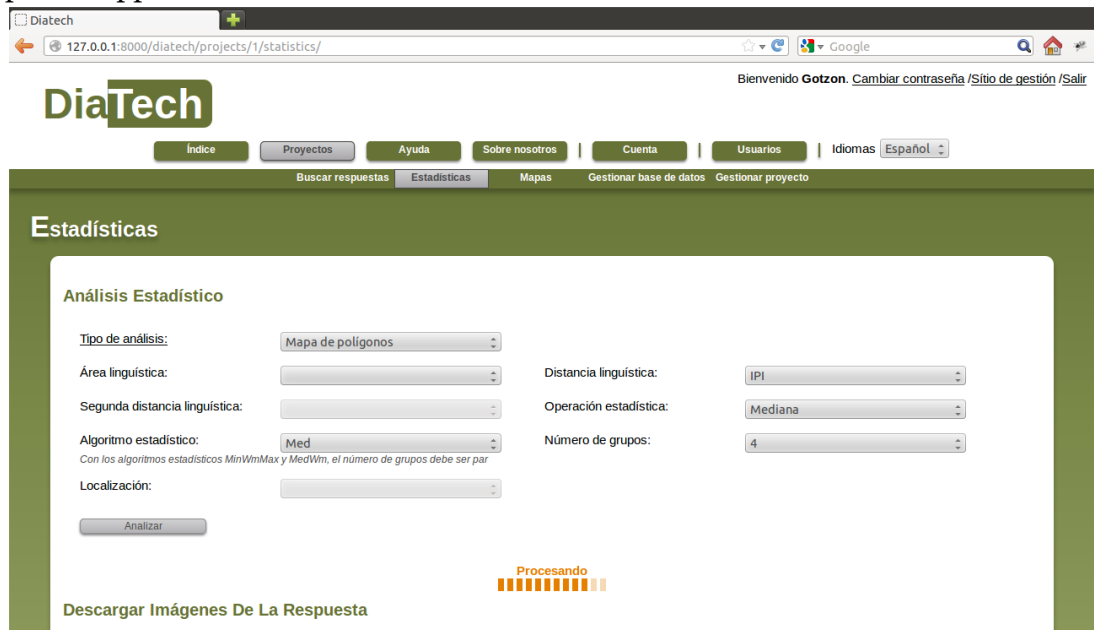 Diatech
127.0.0.1:8000/diatech/projects/1/statistics/ Google
Bienvenido Gotzon. Cambiar contraseña /Sítio de gestión /Salir
DiaTech
Índice Proyectos Ayuda Sobre nosotros | Cuenta | Usuarios | Idiomas Español
Buscar respuestas Estadísticas Mapas Gestionar base de datos Gestionar proyecto
Estadísticas
Análisis Estadístico
Tipo de análisis: Mapa de polígonos
Área linguística: Distancia linguística: IPI
Segunda distancia linguística: Operación estadística: Mediana
Algoritmo estadístico: Med Número de grupos: 4
Con los algoritmos estadísticos MinWmMax y MedWm, el número de grupos debe ser par
Localización:
Analizar
Procesando
Descargar Imágenes De La Respuesta